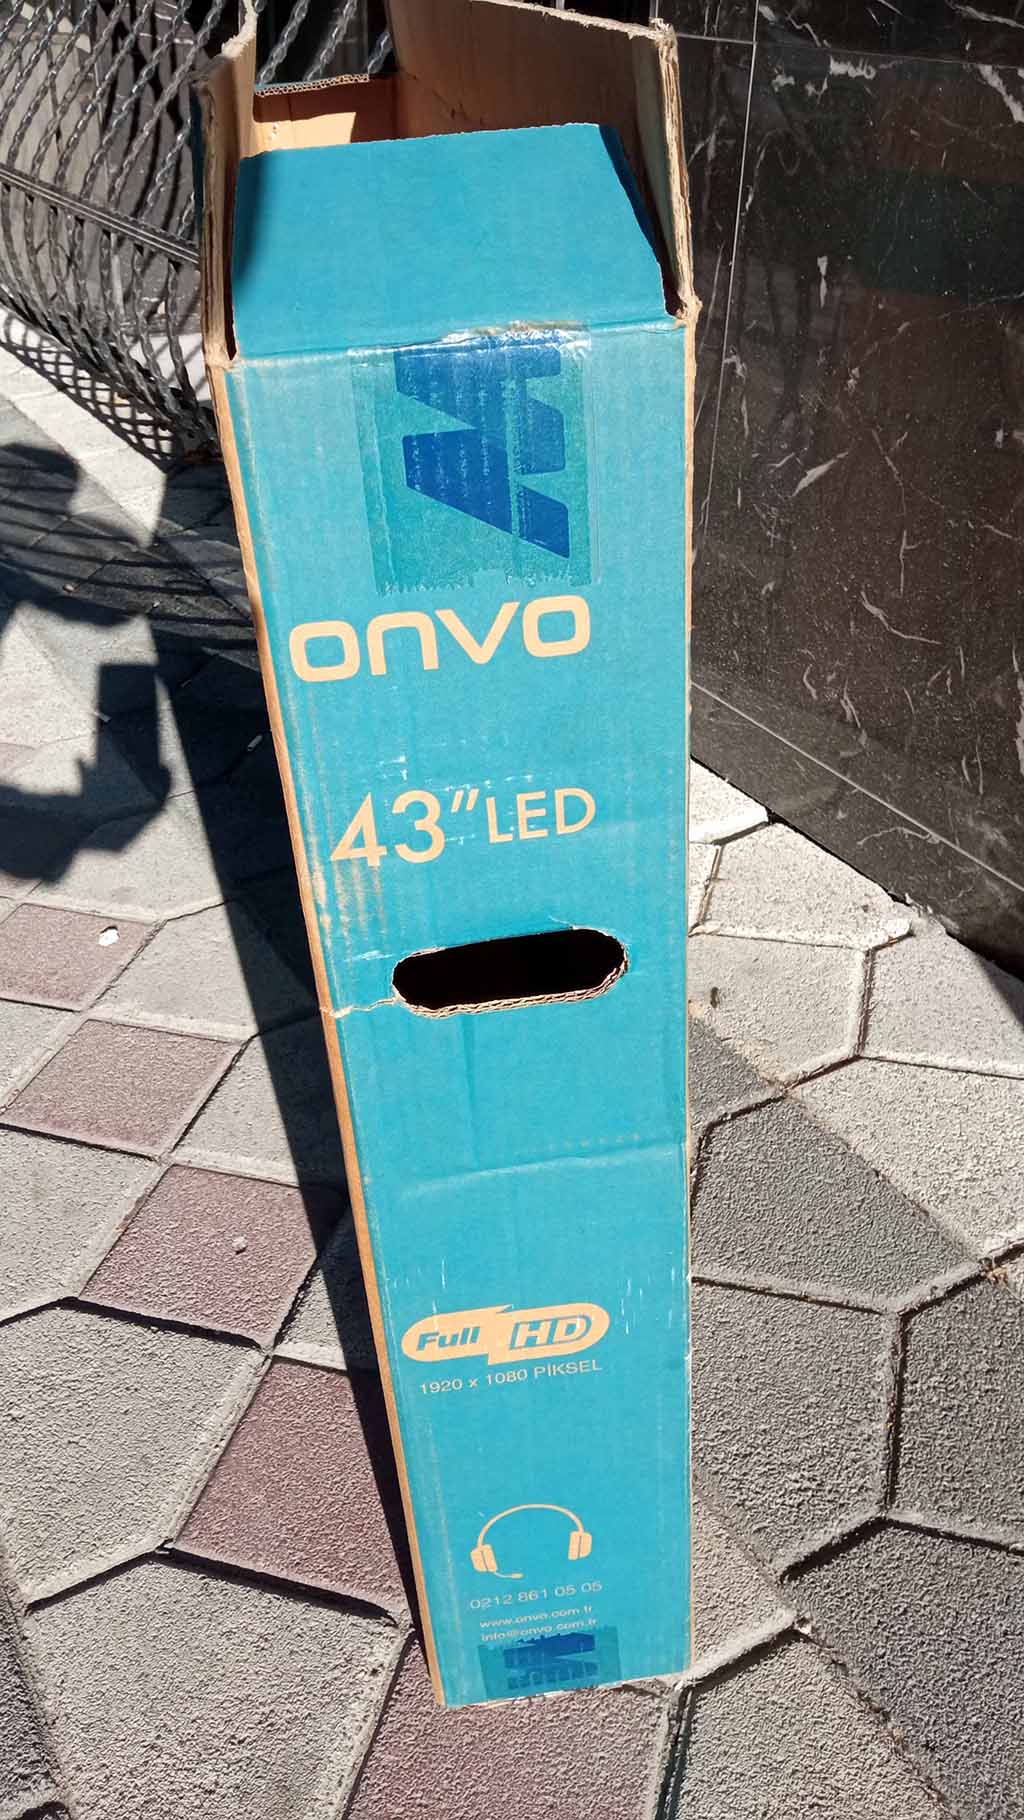 onvo
43" LED
Full HD
1920 x 1080 PİKSEL
0212 861 05 05
www.onvo.com.tr
info@onvo.com.tr